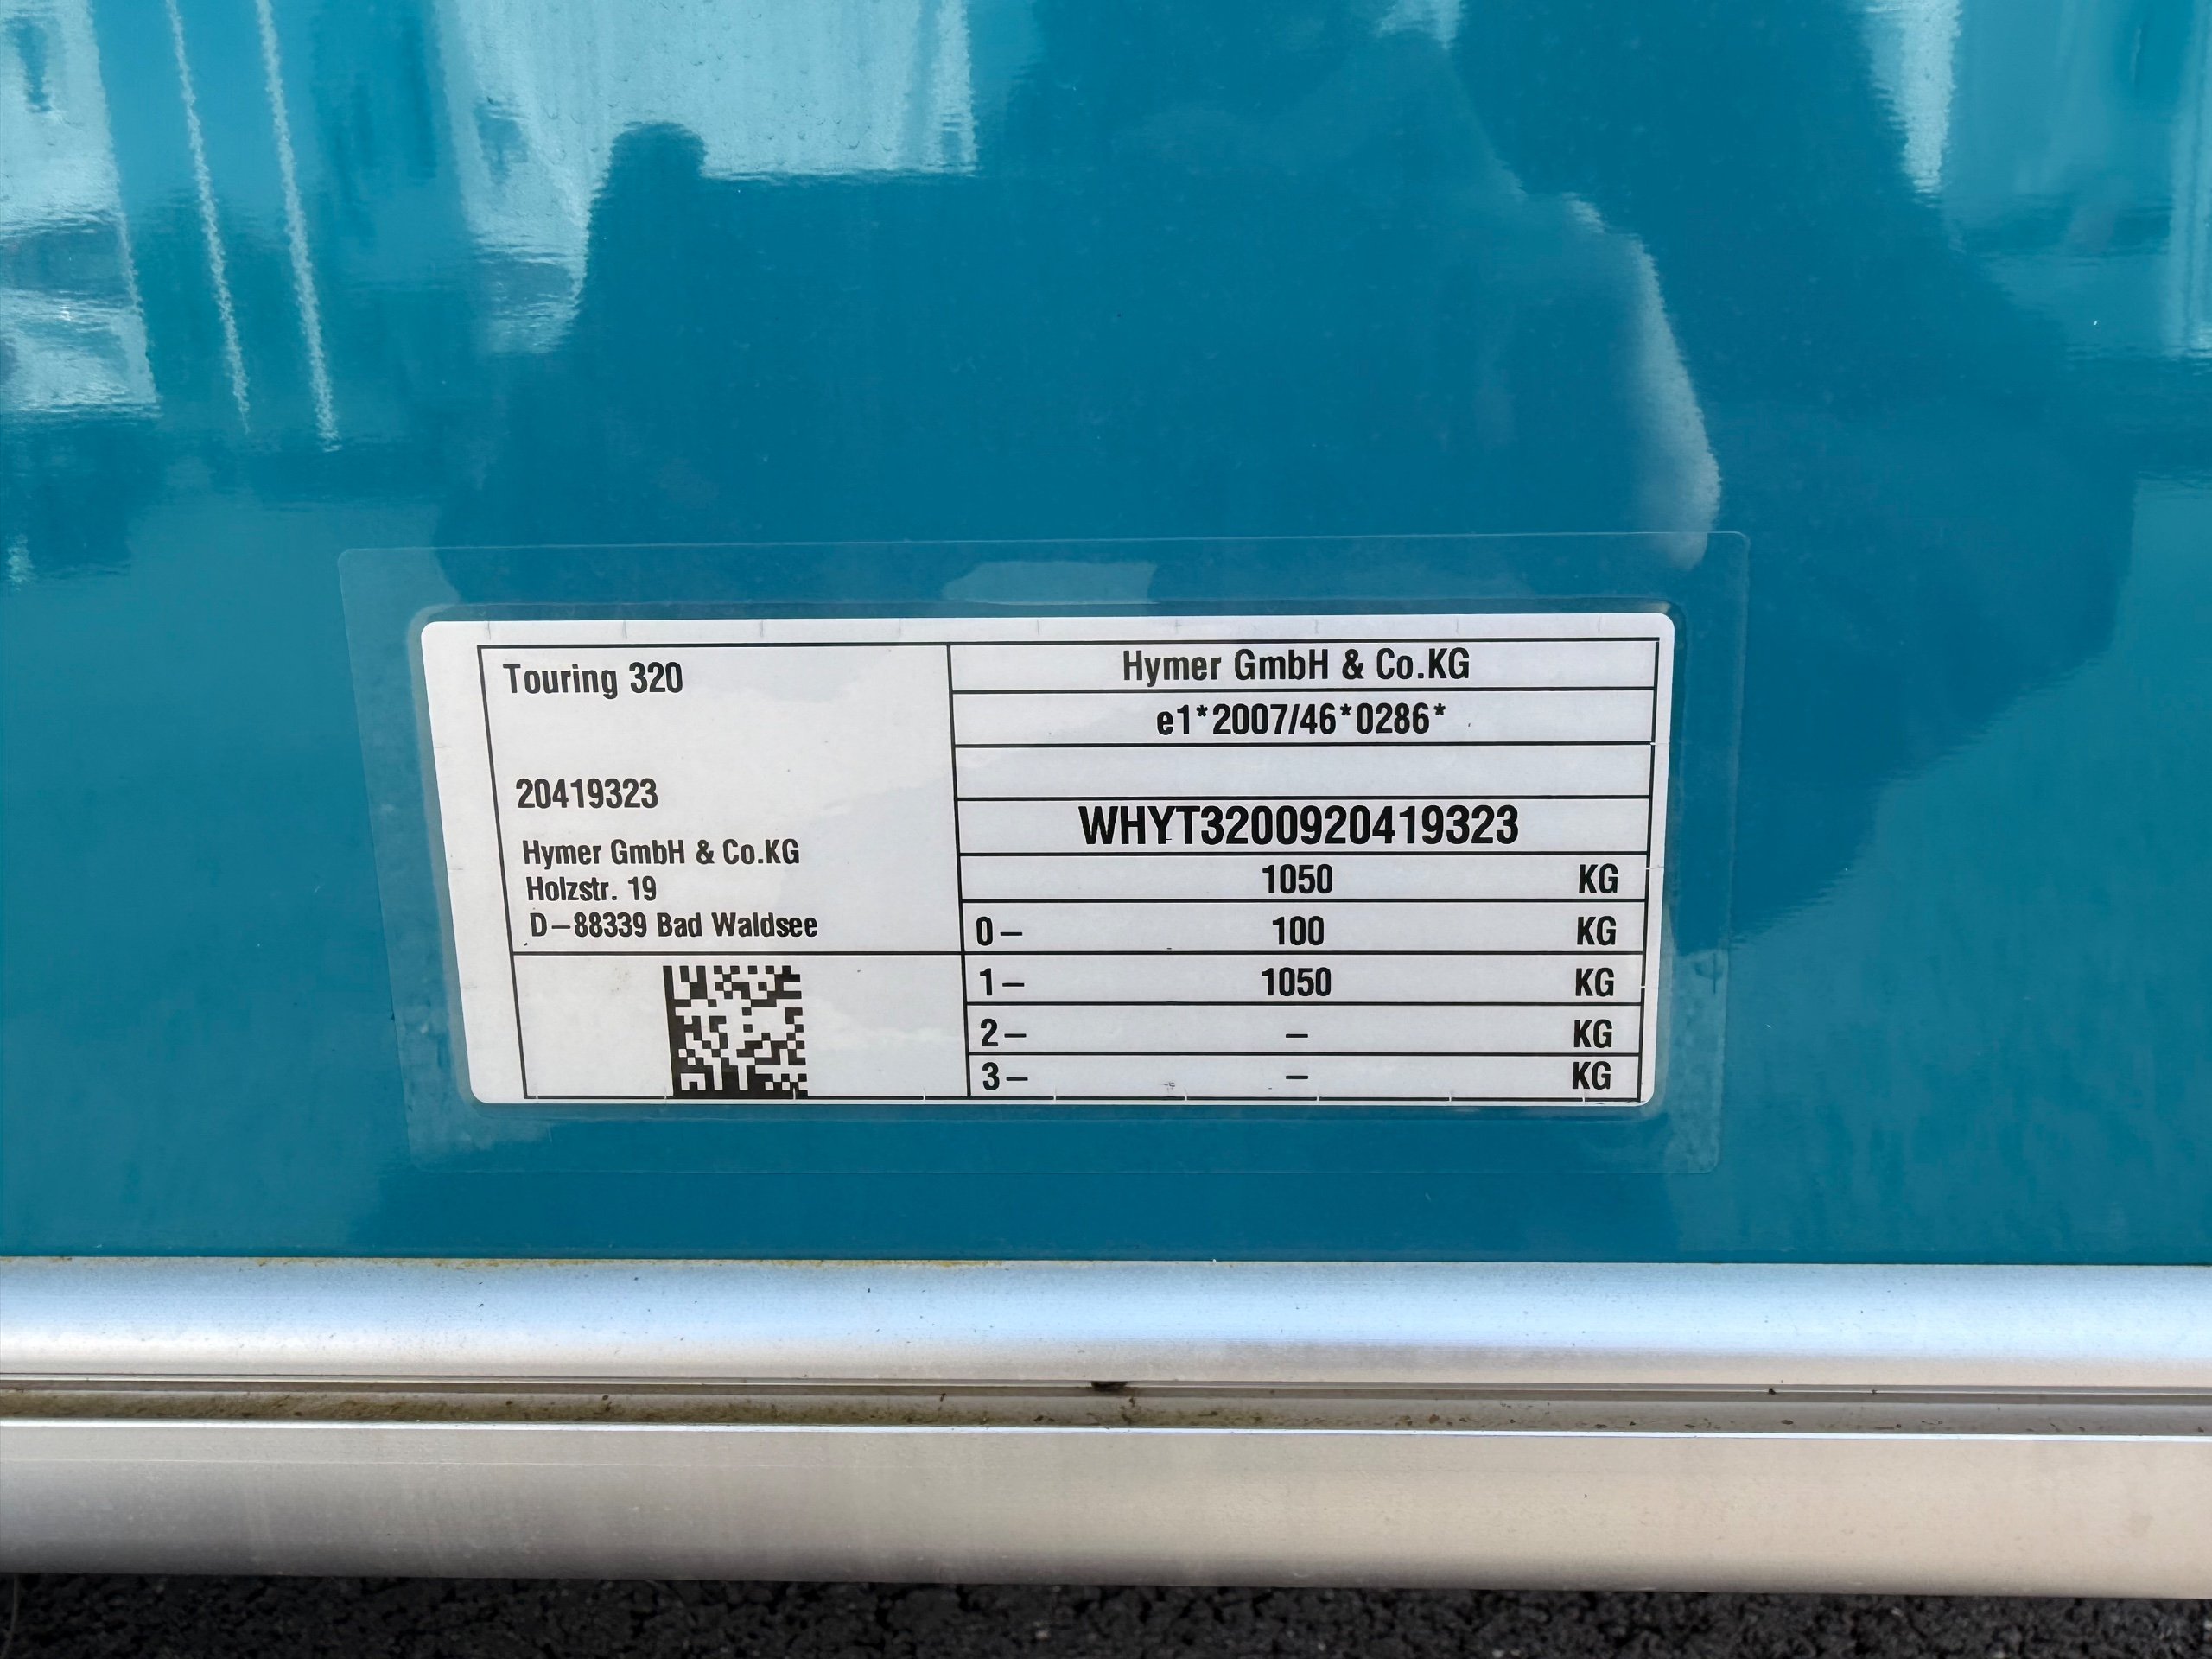 Touring 320
20419323
Hymer GmbH & Co.KG
Holzstr. 19
D–88339 Bad Waldsee
Hymer GmbH & Co.KG
e1*2007/46*0286*
WHYT3200920419323
1050 KG
0– 100 KG
1– 1050 KG
2– – KG
3– – KG